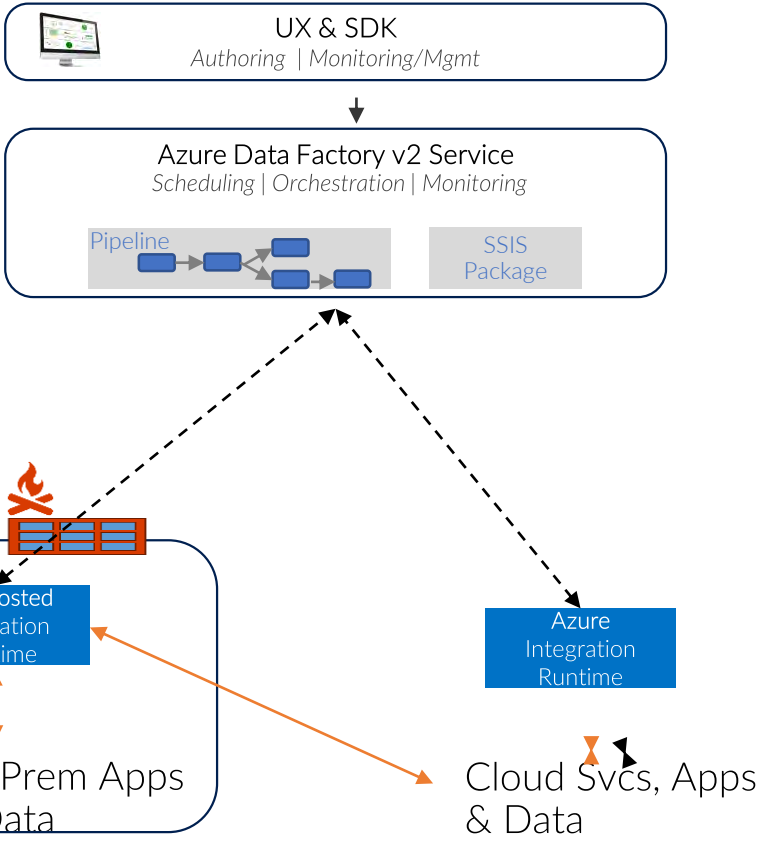 UX & SDK
Authoring | Monitoring/Mgmt
Azure Data Factory v2 Service
Scheduling | Orchestration | Monitoring
Pipeline
SSIS
Package
osted
ation
ime
Azure
Integration
Runtime
Prem Apps
ata
Cloud Svcs, Apps
& Data